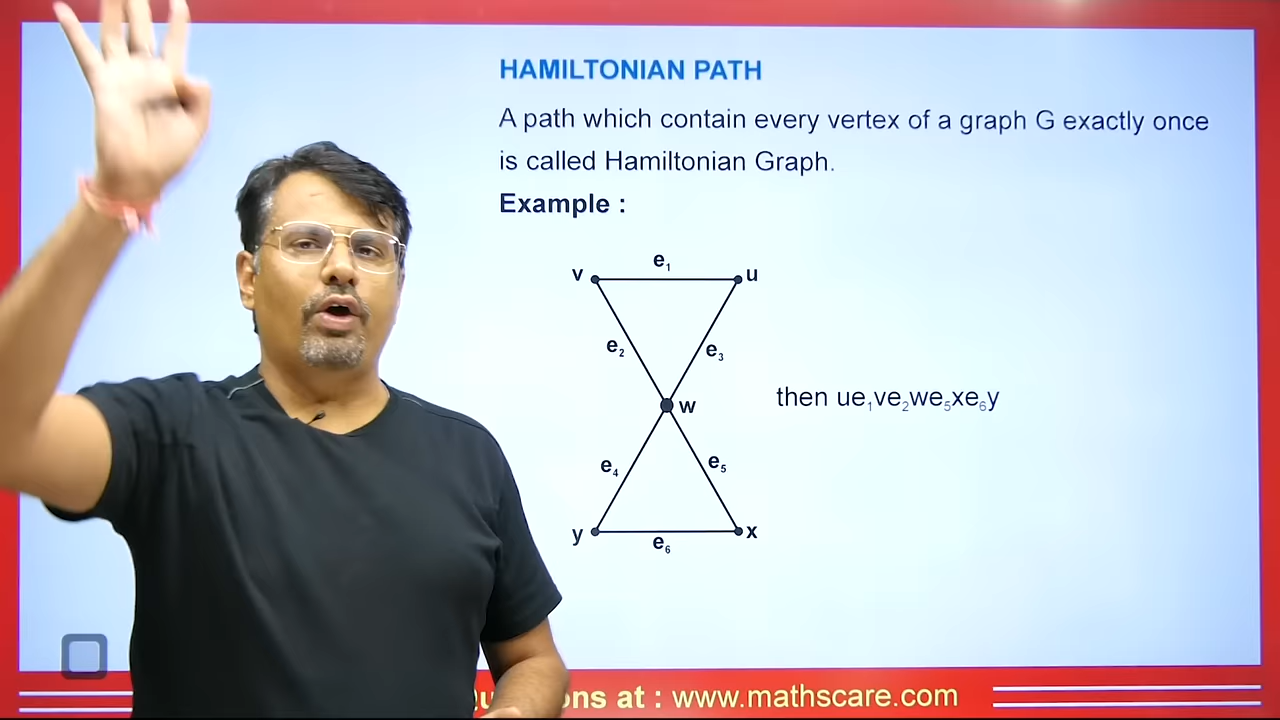 HAMILTONIAN PATH
A path which contain every vertex of a graph G exactly once
is called Hamiltonian Graph.
Example :
e₁
v
u
e₂
e₃
w
then ue₁ve₂we₅xe₆y
e₄
e₅
y
x
e₆
ons at : www.mathscare.com